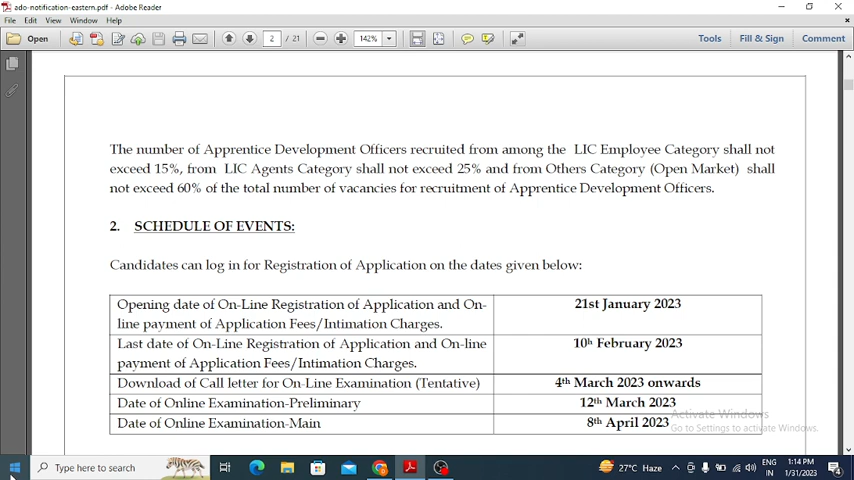 ado-notification-eastern.pdf - Adobe Reader
File Edit View Window Help
Open 2 / 21 142% Tools Fill & Sign Comment
The number of Apprentice Development Officers recruited from among the LIC Employee Category shall not
exceed 15%, from LIC Agents Category shall not exceed 25% and from Others Category (Open Market) shall
not exceed 60% of the total number of vacancies for recruitment of Apprentice Development Officers.
2. SCHEDULE OF EVENTS:
Candidates can log in for Registration of Application on the dates given below:
Opening date of On-Line Registration of Application and On- 21st January 2023
line payment of Application Fees/Intimation Charges.
Last date of On-Line Registration of Application and On-line 10th February 2023
payment of Application Fees/Intimation Charges.
Download of Call letter for On-Line Examination (Tentative) 4th March 2023 onwards
Date of Online Examination-Preliminary 12th March 2023
Date of Online Examination-Main 8th April 2023
Activate Windows
Go to Settings to activate Windows.
Type here to search 27°C Haze ENG 1:14 PM
IN 1/31/2023 4